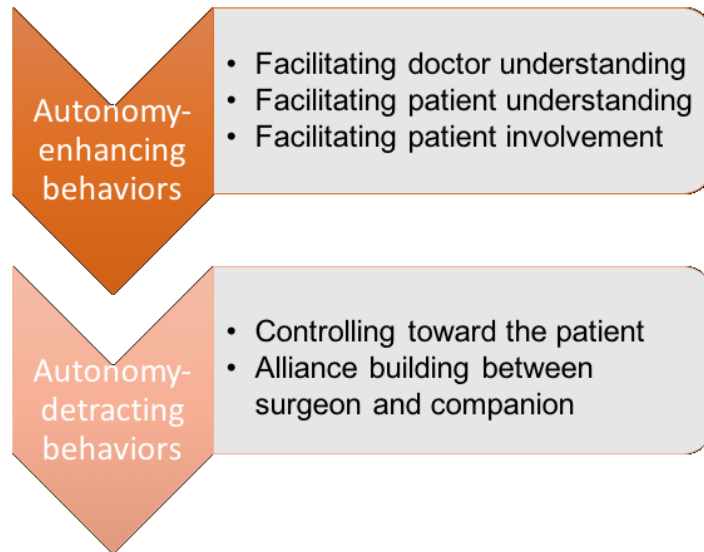 Autonomy-
enhancing
behaviors
• Facilitating doctor understanding
• Facilitating patient understanding
• Facilitating patient involvement
Autonomy-
detracting
behaviors
• Controlling toward the patient
• Alliance building between
surgeon and companion